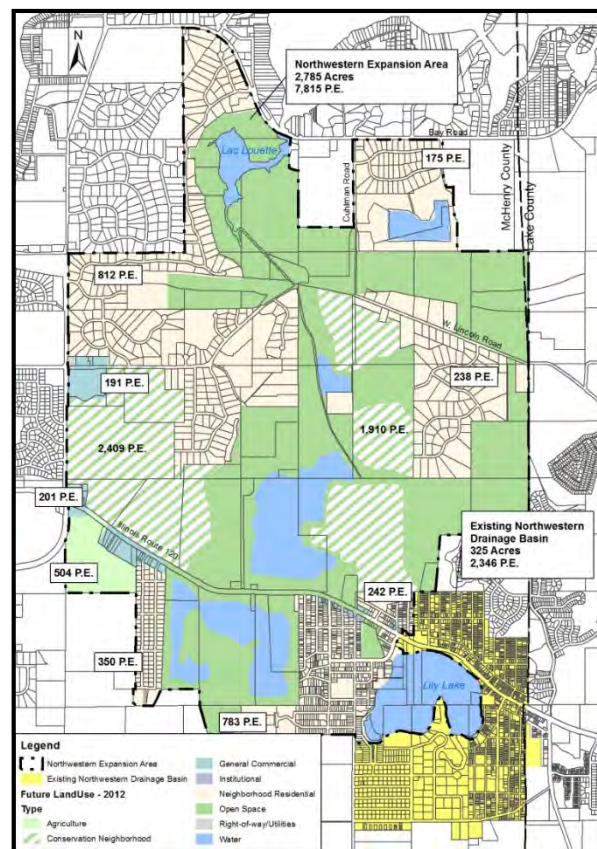 N
Northwestern Expansion Area
2,785 Acres
7,815 P.E.
Bay Road
Lac Louette
Cuhlman Road
175 P.E.
McHenry County
Lake County
812 P.E.
W. Lincoln Road
191 P.E.
238 P.E.
2,409 P.E.
1,910 P.E.
201 P.E.
Illinois Route 120
Existing Northwestern
Drainage Basin
325 Acres
2,346 P.E.
504 P.E.
242 P.E.
350 P.E.
Lily Lake
783 P.E.
Legend
Northwestern Expansion Area
Existing Northwestern Drainage Basin
Future LandUse - 2012
Type
Agriculture
Conservation Neighborhood
General Commercial
Institutional
Neighborhood Residential
Open Space
Right-of-way/Utilities
Water